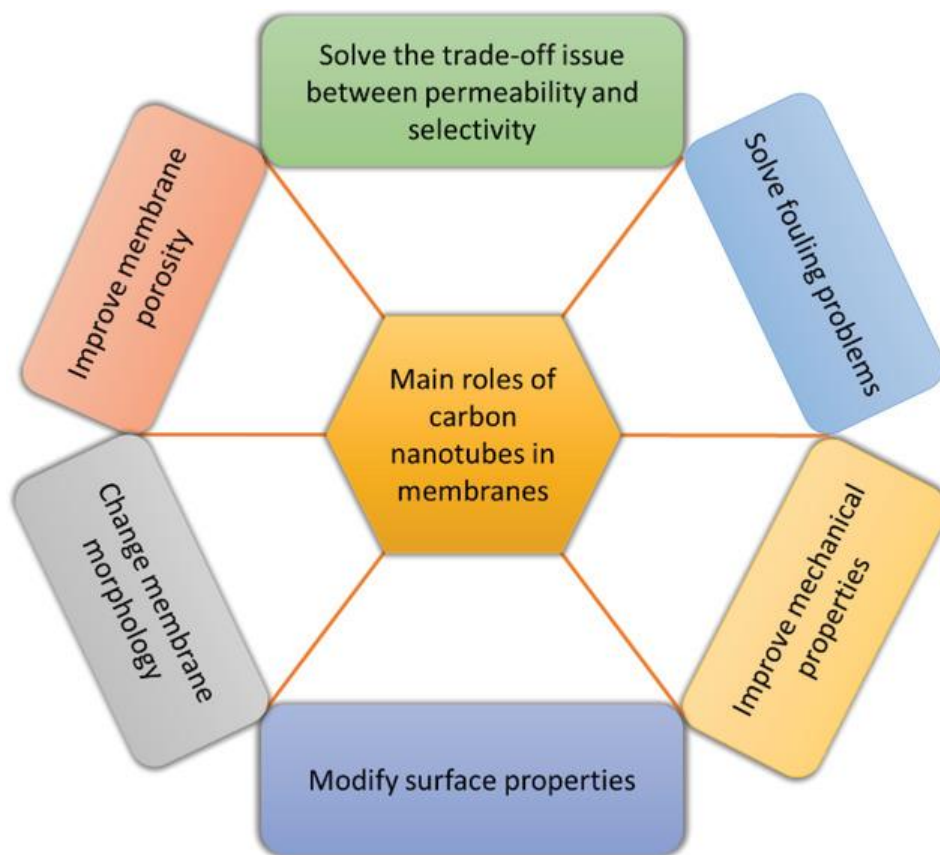 Solve the trade-off issue
between permeability and
selectivity
Solve fouling problems
Improve mechanical
properties
Modify surface properties
Change membrane
morphology
Improve membrane
porosity
Main roles of
carbon
nanotubes in
membranes